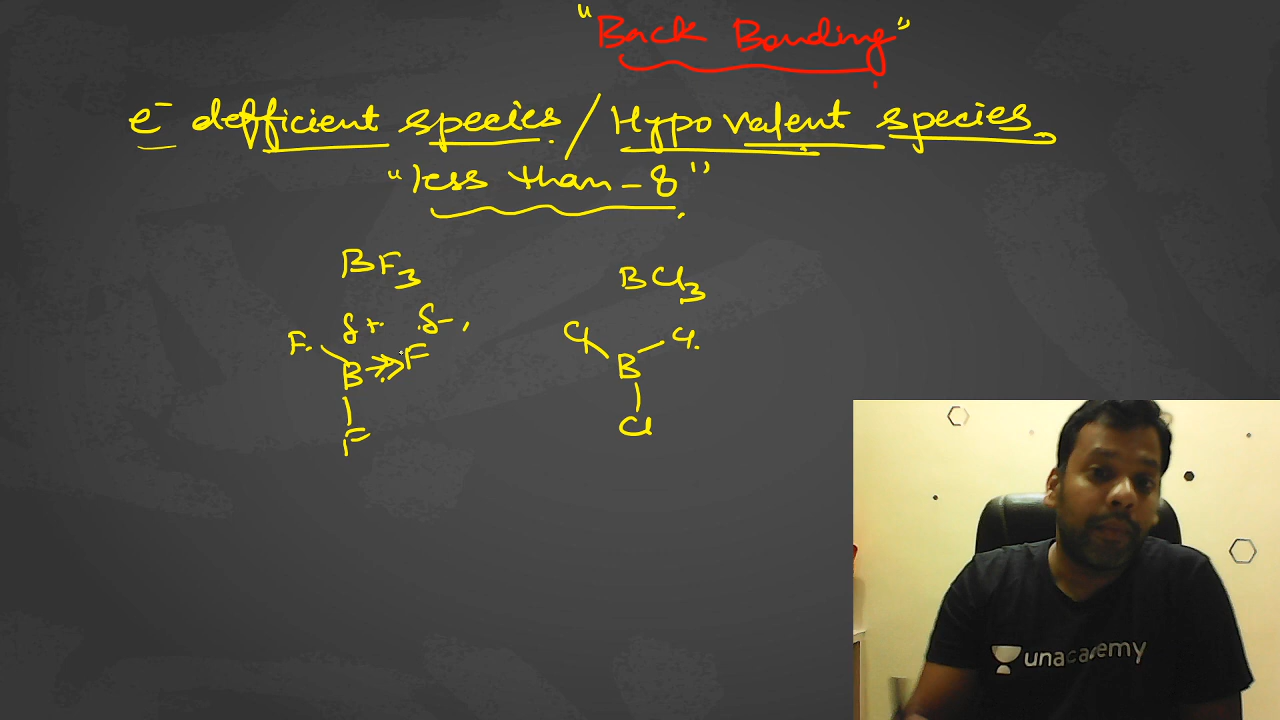 "Back Bonding"
e⁻ defficient species / Hypovalent species
"less than - 8"
BF₃ BCl₃
δ+ δ-
F Cl Cl
B F B
F Cl
unacademy